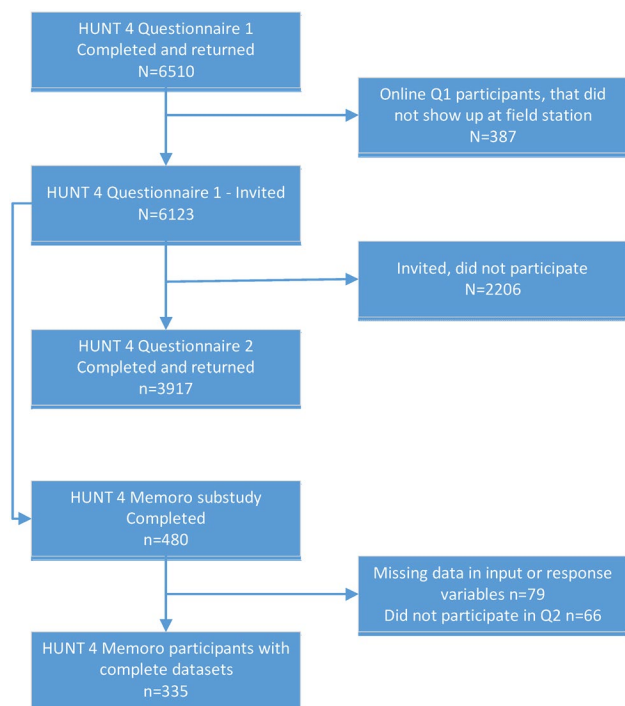 HUNT 4 Questionnaire 1
Completed and returned
N=6510
Online Q1 participants, that did
not show up at field station
N=387
HUNT 4 Questionnaire 1 - Invited
N=6123
Invited, did not participate
N=2206
HUNT 4 Questionnaire 2
Completed and returned
n=3917
HUNT 4 Memoro substudy
Completed
n=480
Missing data in input or response
variables n=79
Did not participate in Q2 n=66
HUNT 4 Memoro participants with
complete datasets
n=335